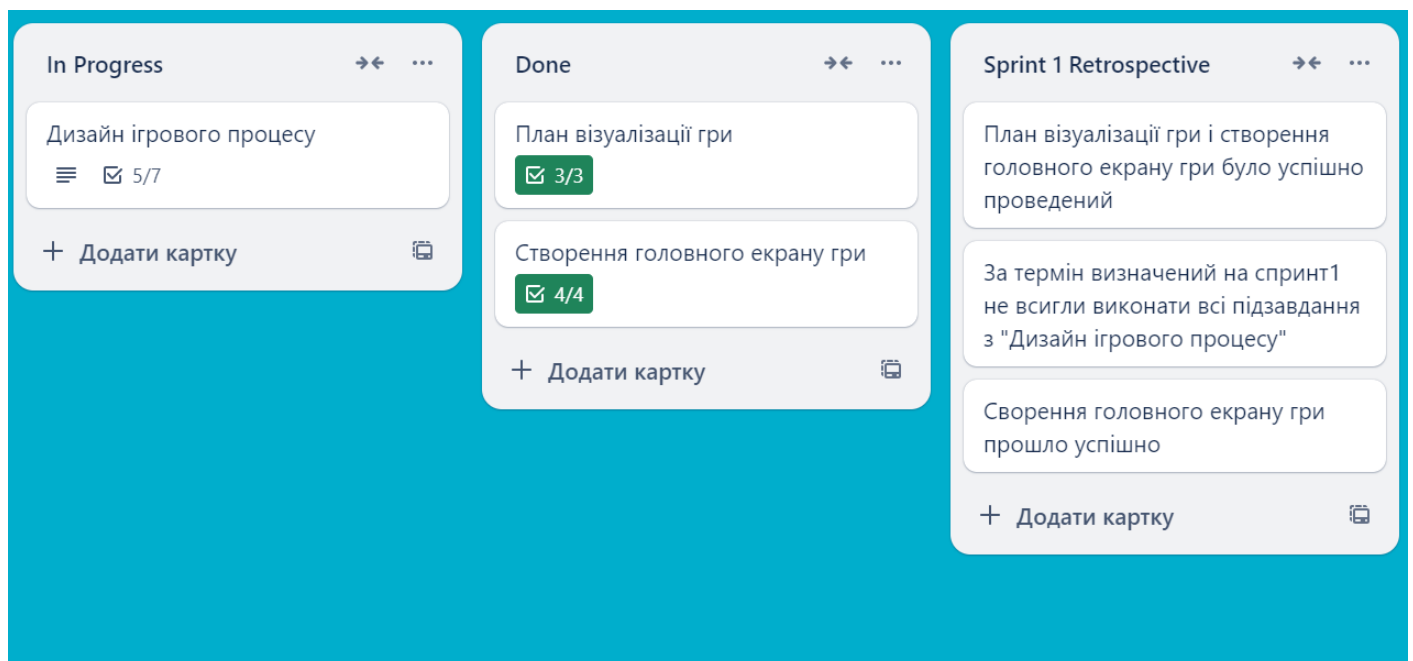 In Progress
Дизайн ігрового процесу
5/7
Додати картку
Done
План візуалізації гри
3/3
Створення головного екрану гри
4/4
Додати картку
Sprint 1 Retrospective
План візуалізації гри і створення
головного екрану гри було успішно
проведений
За термін визначений на спринт1
не всигли виконати всі підзавдання
з "Дизайн ігрового процесу"
Сворення головного екрану гри
прошло успішно
Додати картку